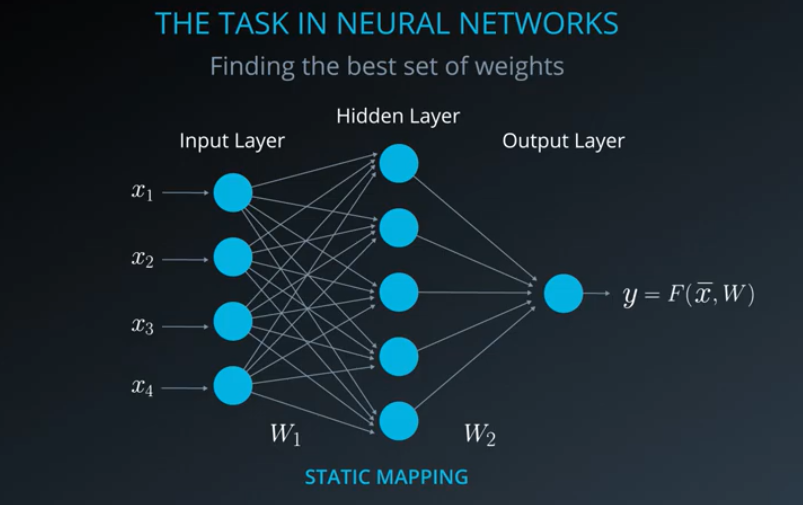 THE TASK IN NEURAL NETWORKS
Finding the best set of weights
Hidden Layer
Input Layer
Output Layer
x₁
x₂
y = F(x̅, W)
x₃
x₄
W₁
W₂
STATIC MAPPING